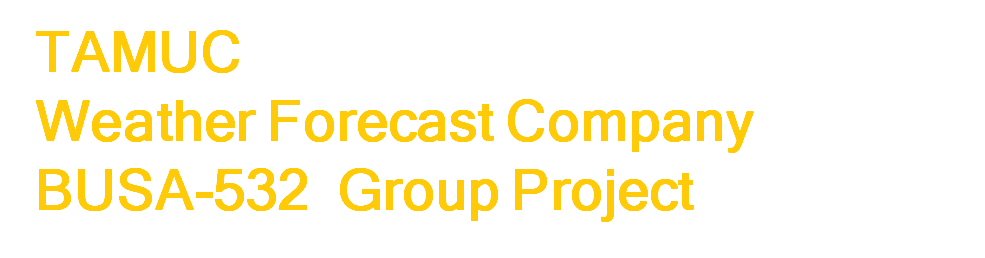 TAMUC
Weather Forecast Company
BUSA-532  Group Project